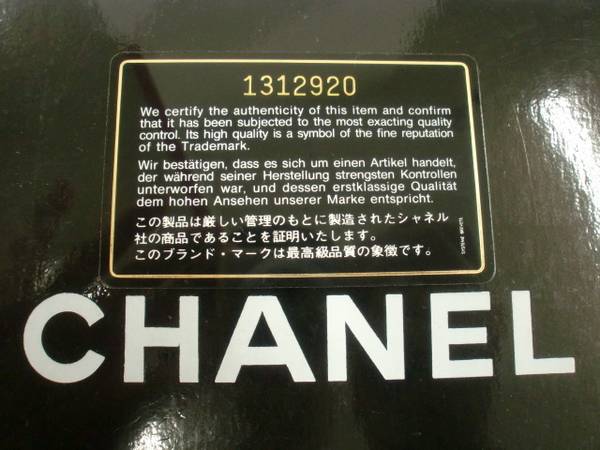 1312920
We certify the authenticity of this item and confirm
that it has been subjected to the most exacting quality
control. Its high quality is a symbol of the fine reputation
of the Trademark.
Wir bestätigen, dass es sich um einen Artikel handelt,
der während seiner Herstellung strengsten Kontrollen
unterworfen war, und dessen erstklassige Qualität
dem hohen Ansehen unserer Marke entspricht.
この製品は厳しい管理のもとに製造されたシャネル
社の商品であることを証明いたします。
このブランド・マークは最高級品質の象徴です。
CHANEL